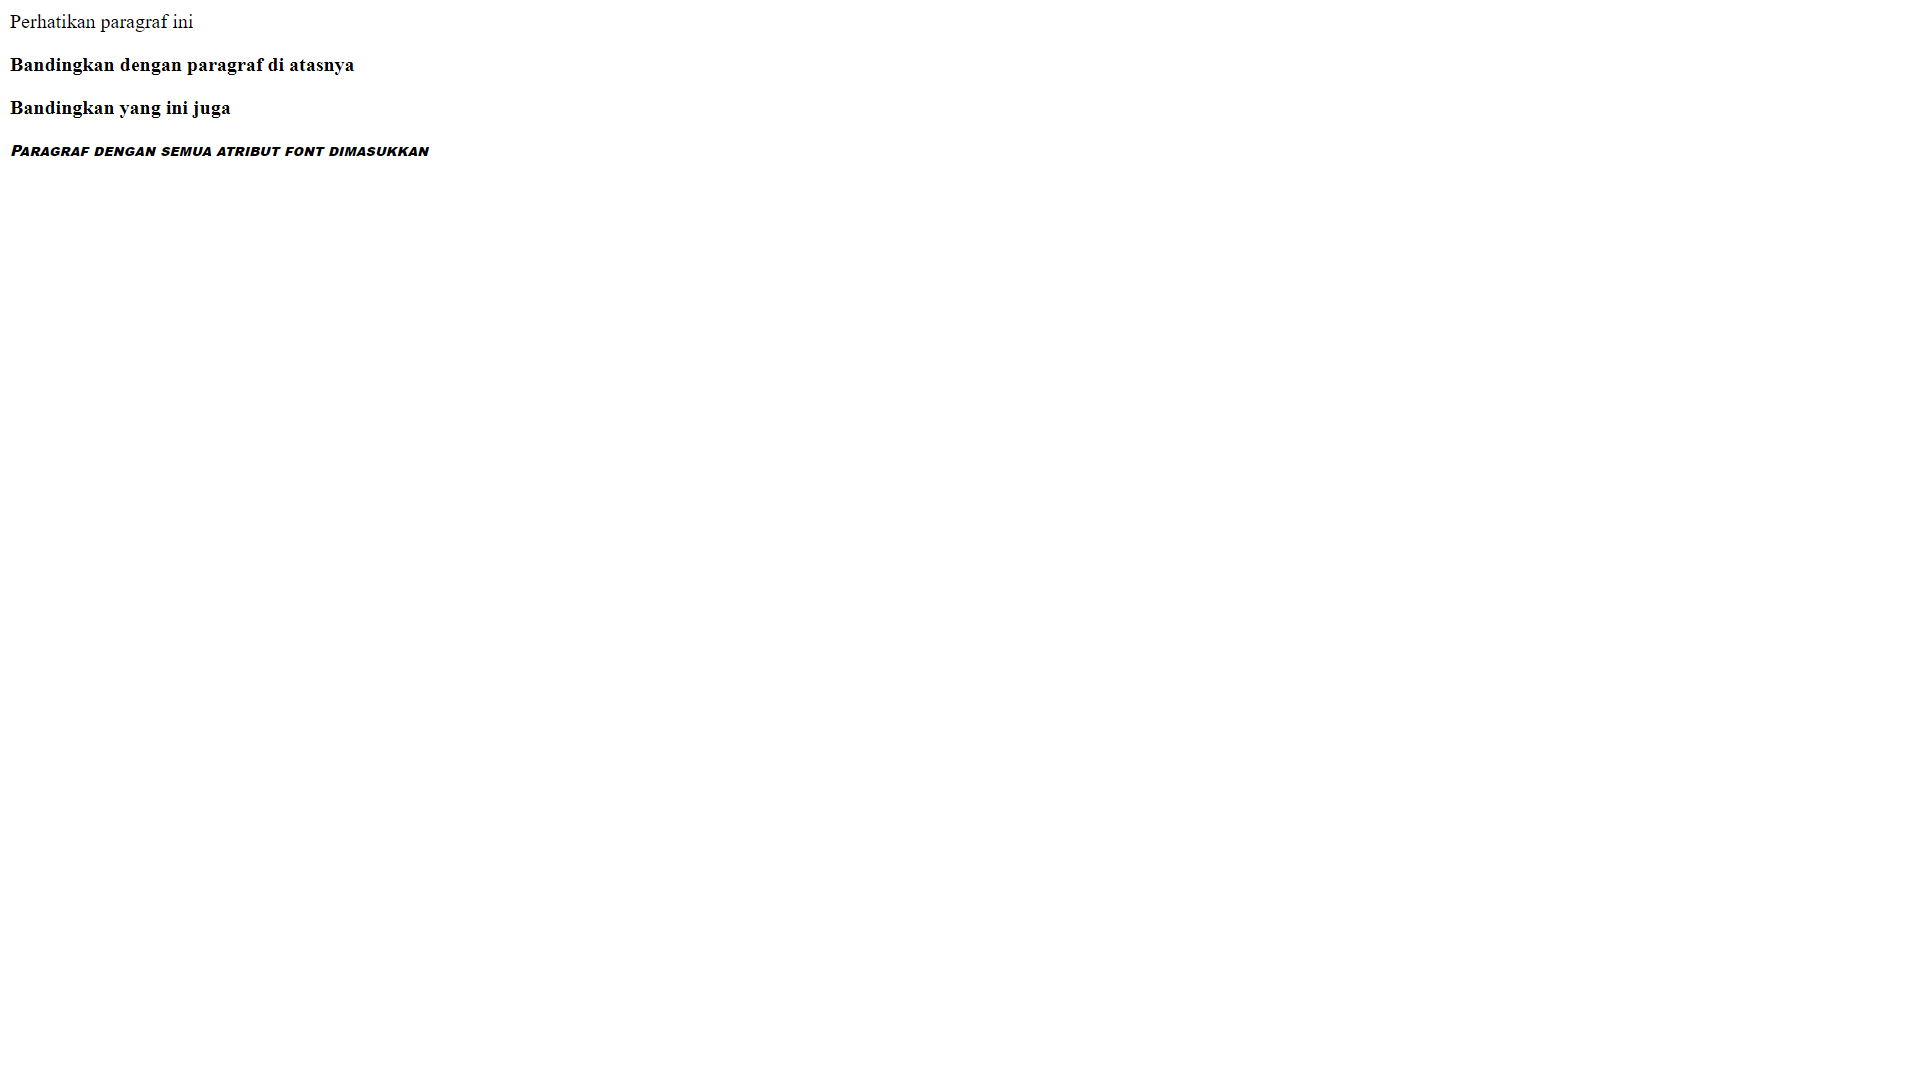 Perhatikan paragraf ini
Bandingkan dengan paragraf di atasnya
Bandingkan yang ini juga
Paragraf dengan semua atribut font dimasukkan